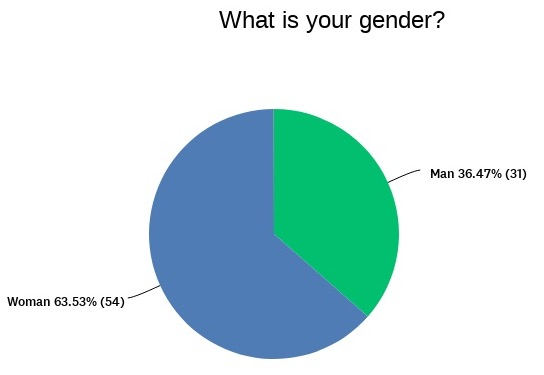 What is your gender?
Man 36.47% (31)
Woman 63.53% (54)